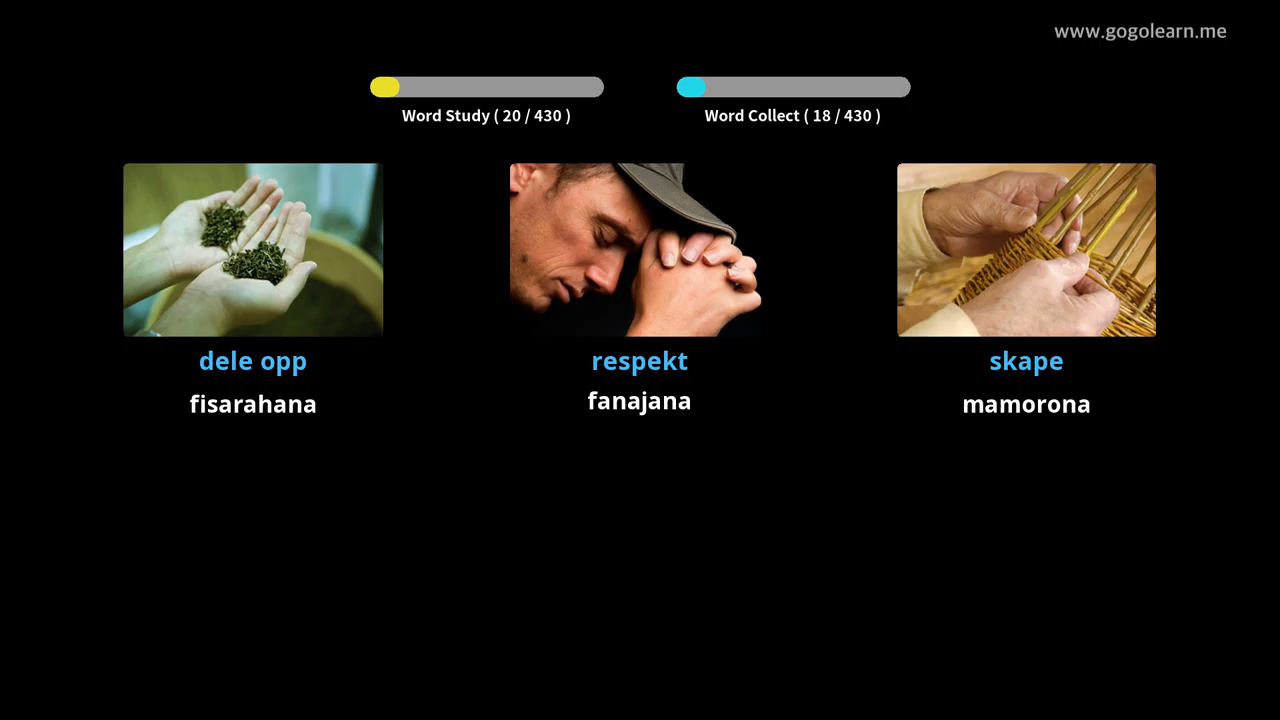 www.gogolearn.me
Word Study ( 20 / 430 )
Word Collect ( 18 / 430 )
dele opp
respekt
skape
fisarahana
fanajana
mamorona